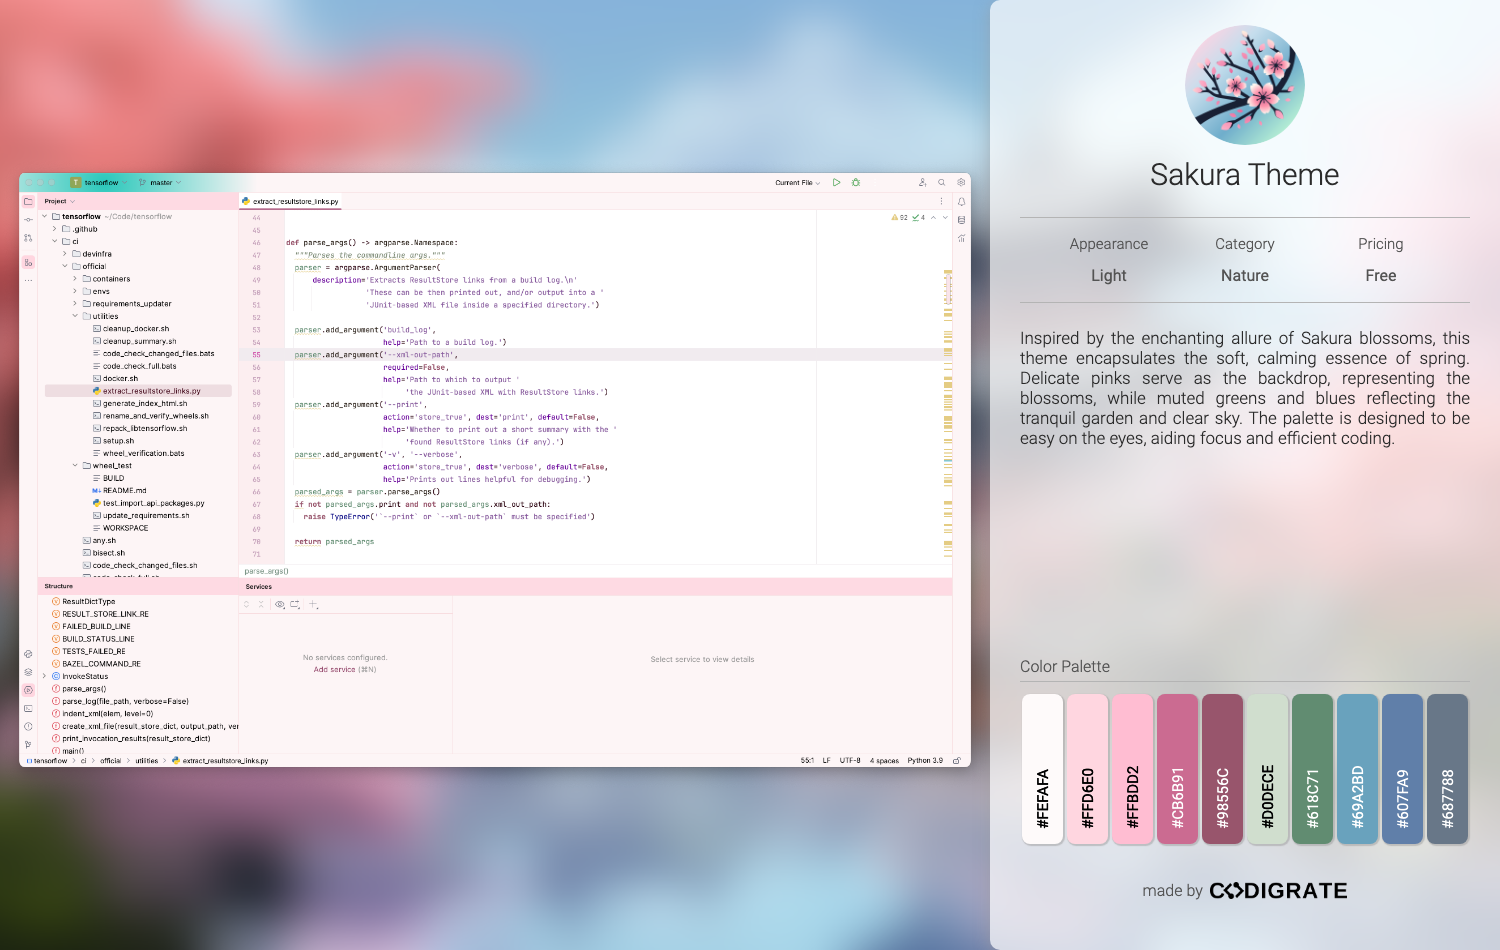 tensorflow
master
Current File
Project
extract_resultstore_links.py
tensorflow ~/Code/tensorflow
.github
ci
devinfra
official
containers
envs
requirements_updater
utilities
cleanup_docker.sh
cleanup_summary.sh
code_check_changed_files.bats
code_check_full.bats
docker.sh
extract_resultstore_links.py
generate_index_html.sh
rename_and_verify_wheels.sh
repack_libtensorflow.sh
setup.sh
wheel_verification.bats
wheel_test
BUILD
README.md
test_import_api_packages.py
update_requirements.sh
WORKSPACE
any.sh
bisect.sh
code_check_changed_files.sh
92 4
44
45
46 def parse_args() -> argparse.Namespace:
47 """Parses the commandline args."""
48 parser = argparse.ArgumentParser(
49 description='Extracts ResultStore links from a build log.\n'
50 'These can be then printed out, and/or output into a '
51 'JUnit-based XML file inside a specified directory.')
52
53 parser.add_argument('build_log',
54 help='Path to a build log.')
55 parser.add_argument('--xml-out-path',
56 required=False,
57 help='Path to which to output '
58 'the JUnit-based XML with ResultStore links.')
59 parser.add_argument('--print',
60 action='store_true', dest='print', default=False,
61 help='Whether to print out a short summary with the '
62 'found ResultStore links (if any).')
63 parser.add_argument('-v', '--verbose',
64 action='store_true', dest='verbose', default=False,
65 help='Prints out lines helpful for debugging.')
66 parsed_args = parser.parse_args()
67 if not parsed_args.print and not parsed_args.xml_out_path:
68 raise TypeError('`--print` or `--xml-out-path` must be specified')
69
70 return parsed_args
71
parse_args()
Structure
ResultDictType
RESULT_STORE_LINK_RE
FAILED_BUILD_LINE
BUILD_STATUS_LINE
TESTS_FAILED_RE
BAZEL_COMMAND_RE
InvokeStatus
parse_args()
parse_log(file_path, verbose=False)
indent_xml(elem, level=0)
create_xml_file(result_store_dict, output_path, ver
print_invocation_results(result_store_dict)
main()
Services
No services configured.
Add service (⌘N)
Select service to view details
tensorflow > ci > official > utilities > extract_resultstore_links.py
55:1 LF UTF-8 4 spaces Python 3.9
Sakura Theme
Appearance Category Pricing
Light Nature Free
Inspired by the enchanting allure of Sakura blossoms, this
theme encapsulates the soft, calming essence of spring.
Delicate pinks serve as the backdrop, representing the
blossoms, while muted greens and blues reflecting the
tranquil garden and clear sky. The palette is designed to be
easy on the eyes, aiding focus and efficient coding.
Color Palette
#FEFAFA
#FFD6E0
#FFBDD2
#CB6B91
#98556C
#D0DECE
#618C71
#69A2BD
#607FA9
#687788
made by CODIGRATE